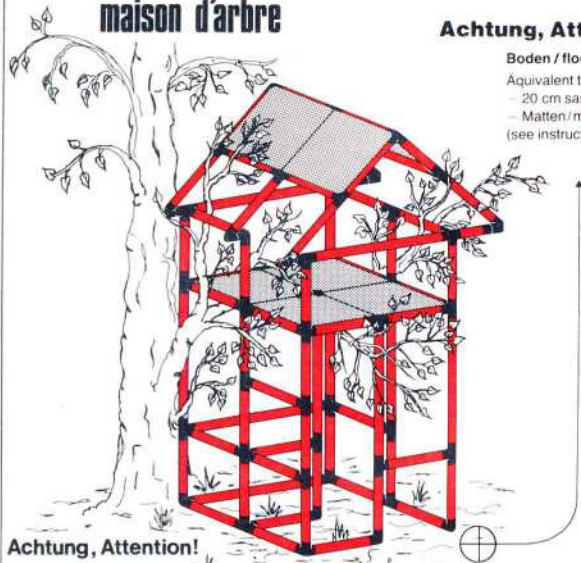 maison d'arbre
Achtung, Att
Boden / floo
Äquivalent t
– 20 cm sa
– Matten/m
(see instruc
Achtung, Attention!